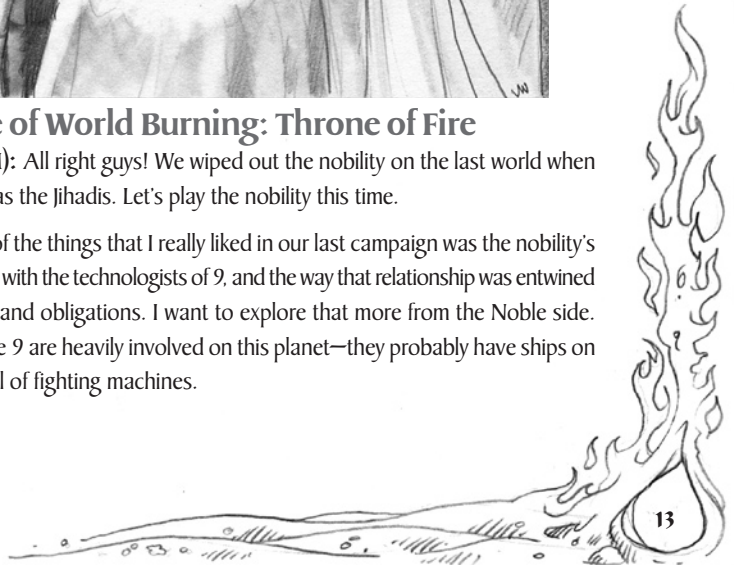 of World Burning: Throne of Fire
: All right guys! We wiped out the nobility on the last world when
as the Jihadis. Let's play the nobility this time.
of the things that I really liked in our last campaign was the nobility's
with the technologists of 9, and the way that relationship was entwined
and obligations. I want to explore that more from the Noble side.
9 are heavily involved on this planet—they probably have ships on
of fighting machines.
13